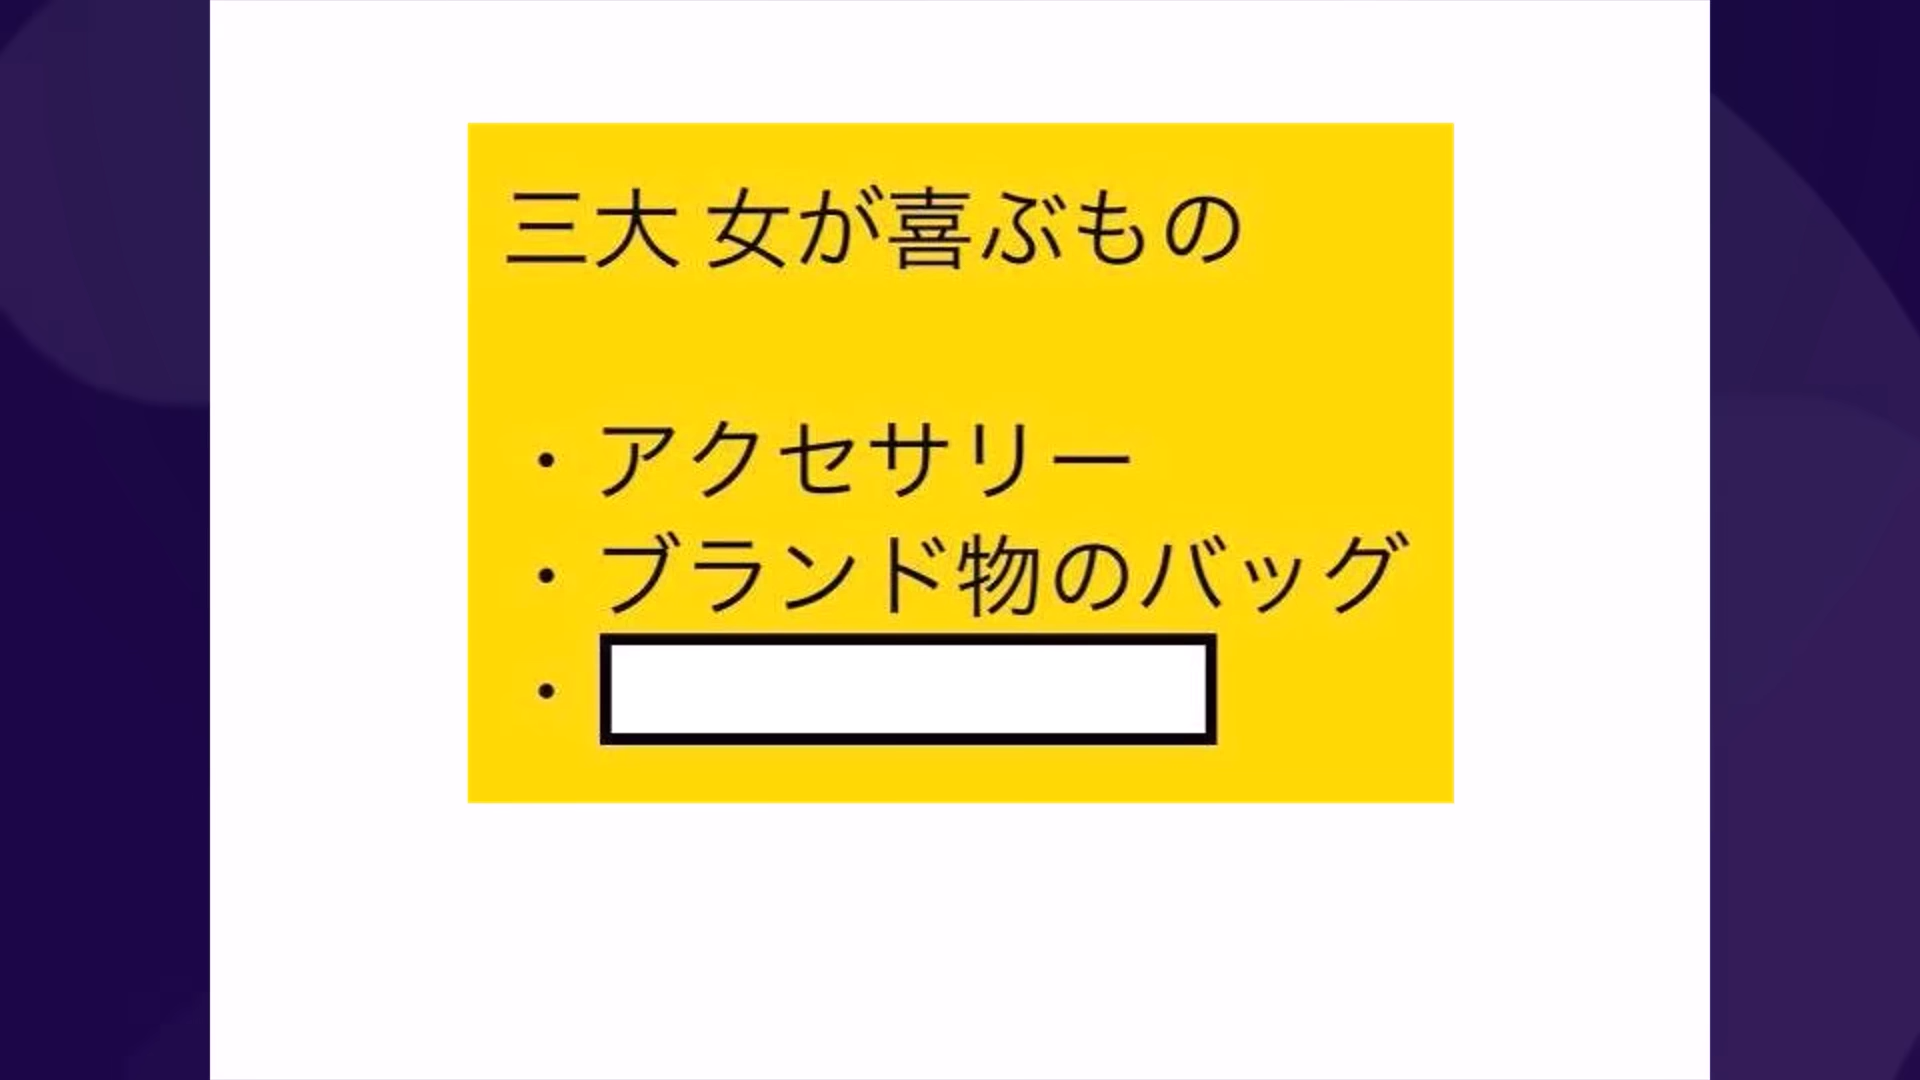 三大 女が喜ぶもの
・アクセサリー
・ブランド物のバッグ
・